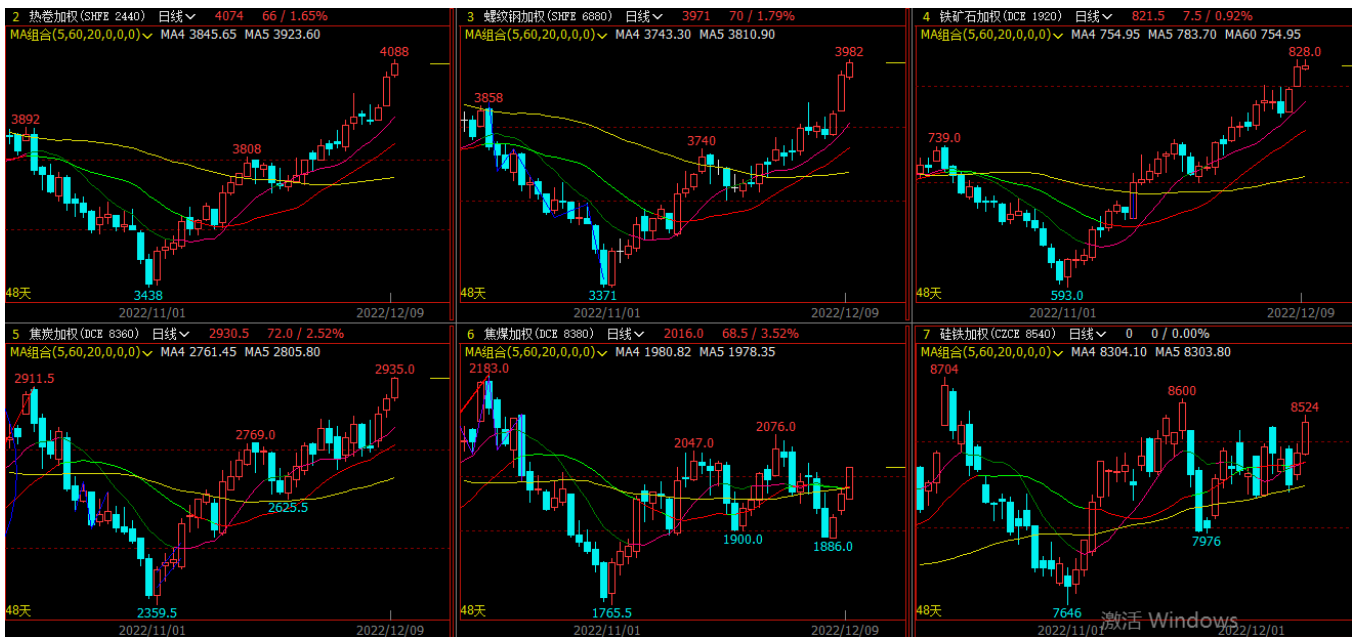 2 热卷加权(SHFE 2440) 日线 4074 66 / 1.65%
MA组合(5,60,20,0,0,0) MA4 3845.65 MA5 3923.60
4088
3892
3808
3438
48天
2022/11/01 2022/12/09
3 螺纹钢加权(SHFE 6880) 日线 3971 70 / 1.79%
MA组合(5,60,20,0,0,0) MA4 3743.30 MA5 3810.90
3982
3858
3740
3371
48天
2022/11/01 2022/12/09
4 铁矿石加权(DCE 1920) 日线 821.5 7.5 / 0.92%
MA组合(5,60,20,0,0,0) MA4 754.95 MA5 783.70 MA60 754.95
828.0
739.0
593.0
48天
2022/11/01 2022/12/09
5 焦炭加权(DCE 8360) 日线 2930.5 72.0 / 2.52%
MA组合(5,60,20,0,0,0) MA4 2761.45 MA5 2805.80
2911.5 2935.0
2769.0
2625.5
2359.5
48天
2022/11/01 2022/12/09
6 焦煤加权(DCE 8380) 日线 2016.0 68.5 / 3.52%
MA组合(5,60,20,0,0,0) MA4 1980.82 MA5 1978.35
2183.0
2076.0
2047.0
1900.0
1886.0
1765.5
48天
2022/11/01 2022/12/09
7 硅铁加权(CZCE 8540) 日线 0 0 / 0.00%
MA组合(5,60,20,0,0,0) MA4 8304.10 MA5 8303.80
8704
8600
8524
7976
7646
48天
激活 Windows
2022/11/01 2022/12/01